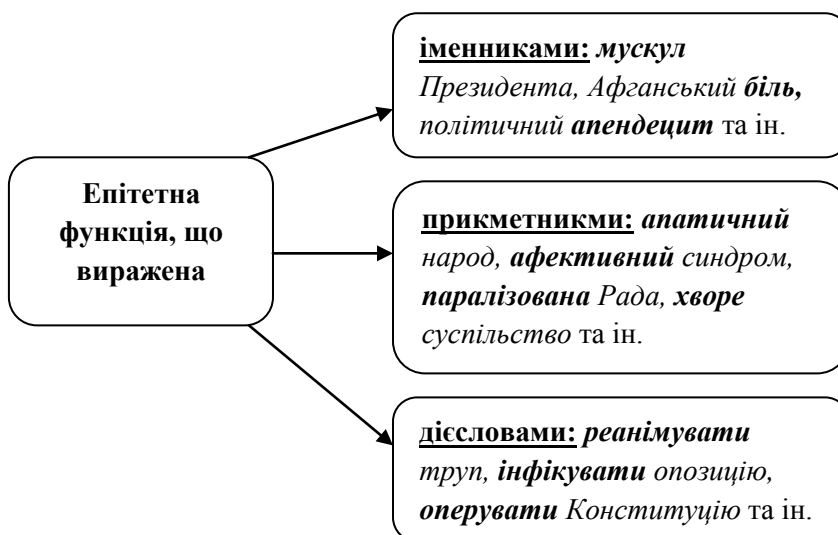 Епітетна
функція, що
виражена
іменниками: мускул
Президента, Афганський біль,
політичний апендецит та ін.
прикметникми: апатичний
народ, афективний синдром,
паралізована Рада, хворе
суспільство та ін.
дієсловами: реанімувати
труп, інфікувати опозицію,
оперувати Конституцію та ін.